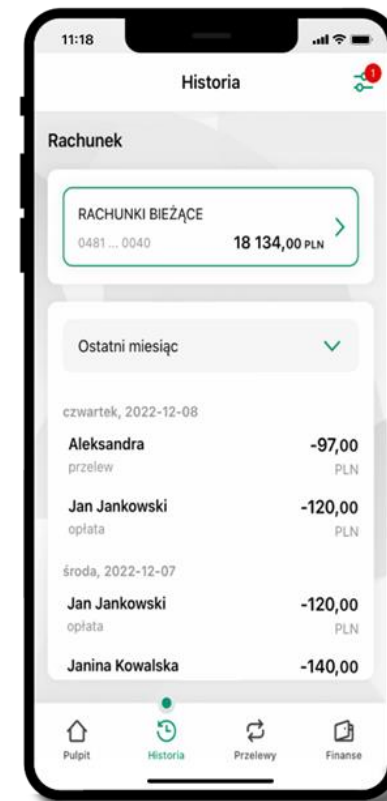 11:18
Historia
1
Rachunek
RACHUNKI BIEŻĄCE
0481 ... 0040
18 134,00 PLN
Ostatni miesiąc
czwartek, 2022-12-08
Aleksandra -97,00
przelew PLN
Jan Jankowski -120,00
opłata PLN
środa, 2022-12-07
Jan Jankowski -120,00
opłata PLN
Janina Kowalska -140,00
Pulpit Historia Przelewy Finanse